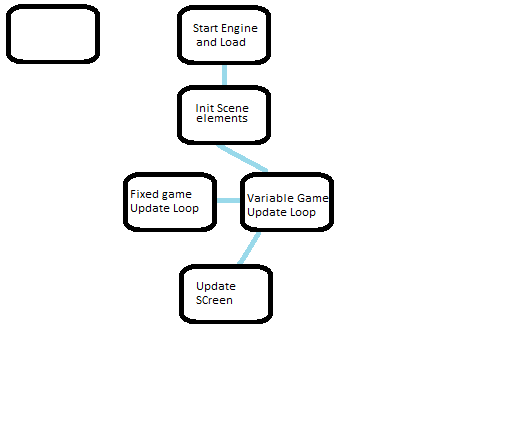 Start Engine
and Load
Init Scene
elements
Fixed game
Update Loop
Variable Game
Update Loop
Update
SCreen